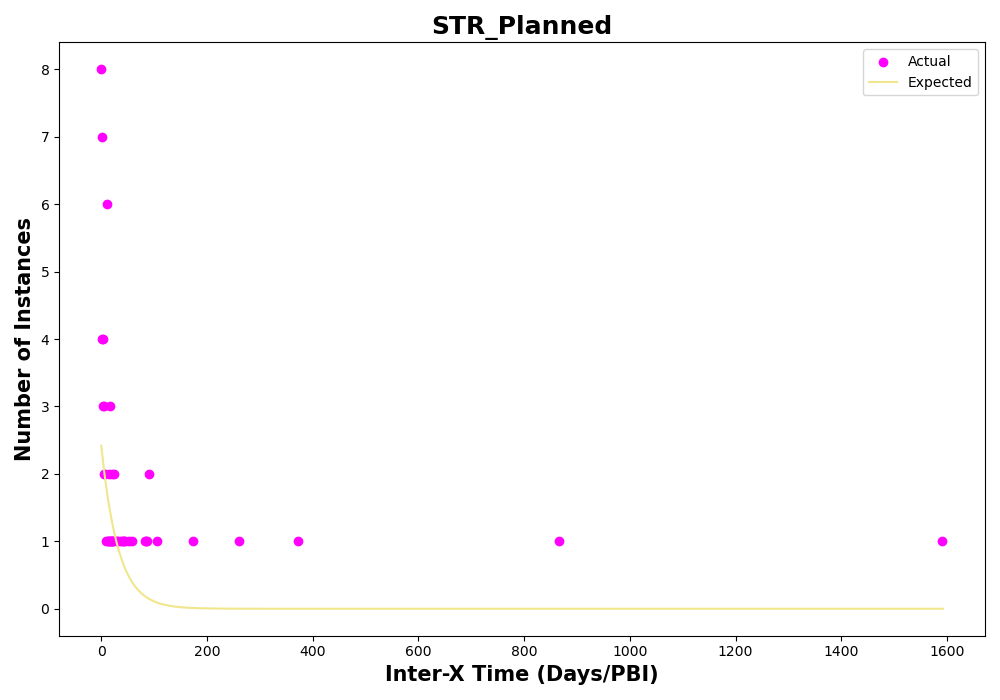 STR_Planned
Actual
Expected
Number of Instances
8
7
6
5
4
3
2
1
0
0 200 400 600 800 1000 1200 1400 1600
Inter-X Time (Days/PBI)